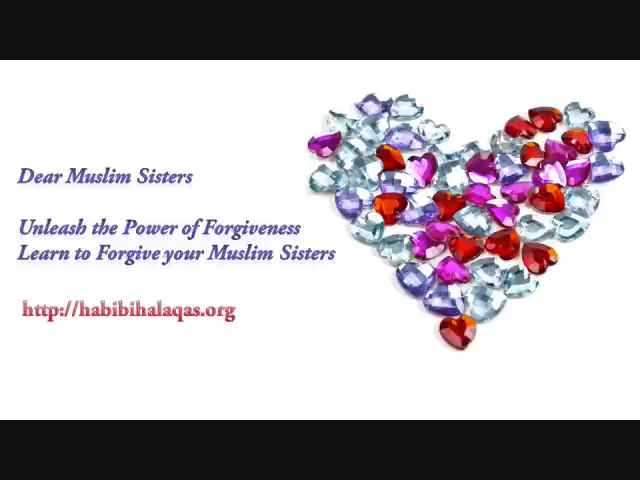 Dear Muslim Sisters
Unleash the Power of Forgiveness
Learn to Forgive your Muslim Sisters
http://habibihalaqas.org